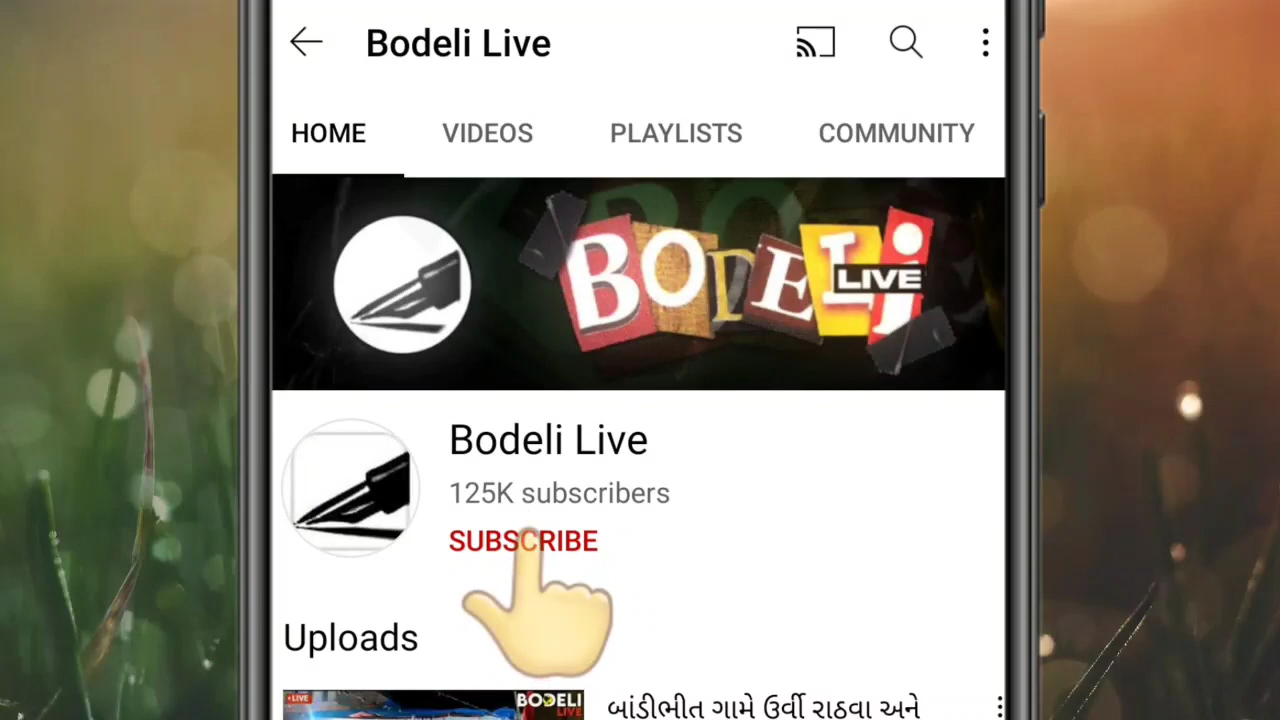 Bodeli Live
HOME VIDEOS PLAYLISTS COMMUNITY
BODELi
LIVE
Bodeli Live
125K subscribers
SUBSCRIBE
Uploads
LIVE
BODELI
LIVE
બાંડીભીત ગામે ઉર્વી રાઠવા અને